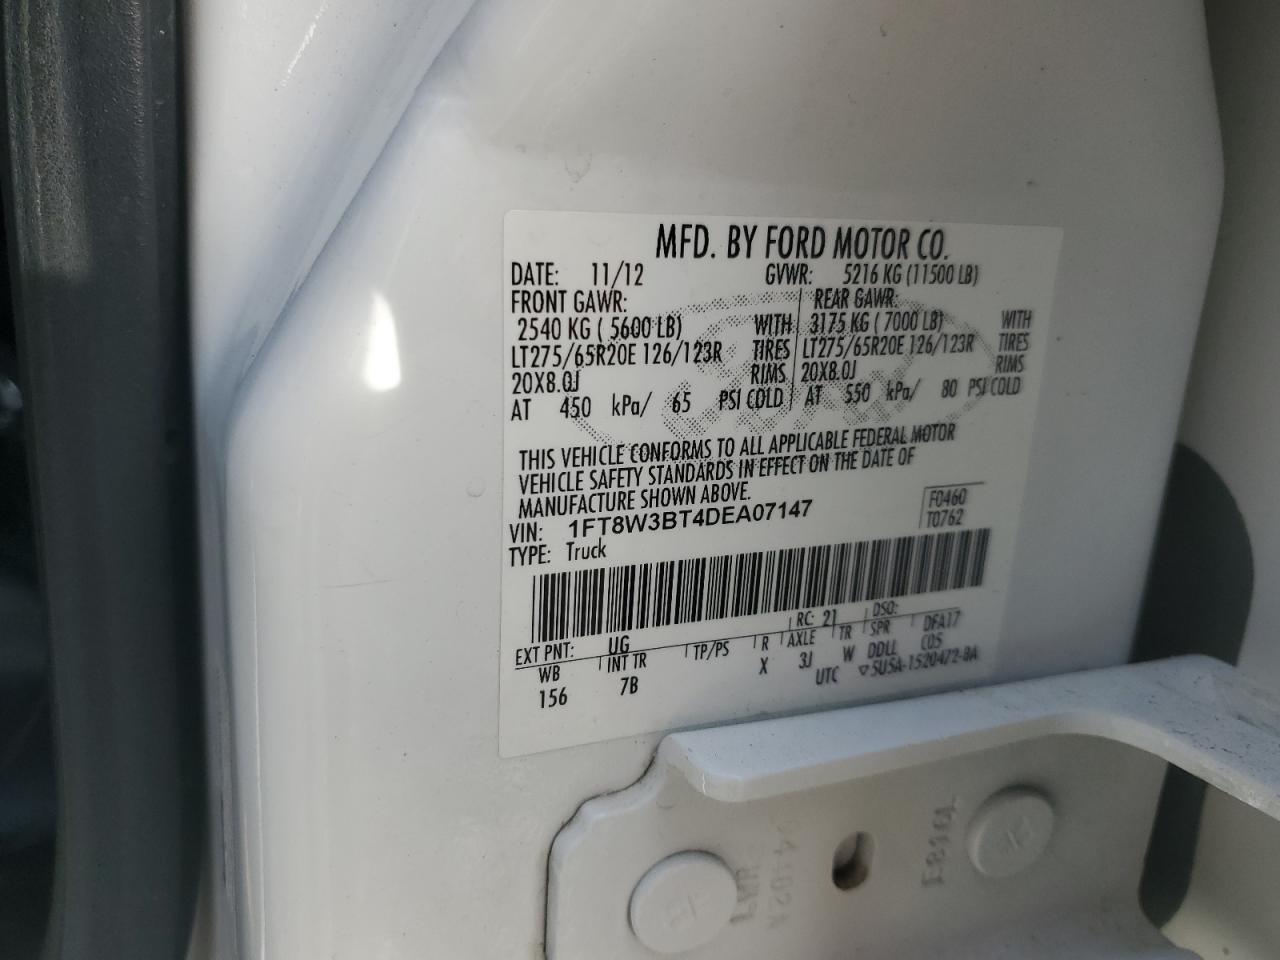 MFD. BY FORD MOTOR CO.
DATE: 11/12 GVWR: 5216 KG (11500 LB)
FRONT GAWR: REAR GAWR:
2540 KG ( 5600 LB) WITH 3175 KG ( 7000 LB) WITH
LT275/65R20E 126/123R TIRES LT275/65R20E 126/123R TIRES
20X8.0J RIMS 20X8.0J RIMS
AT 450 kPa/ 65 PSI COLD AT 550 kPa/ 80 PSI COLD
THIS VEHICLE CONFORMS TO ALL APPLICABLE FEDERAL MOTOR
VEHICLE SAFETY STANDARDS IN EFFECT ON THE DATE OF
MANUFACTURE SHOWN ABOVE.
VIN: 1FT8W3BT4DEA07147 F0460
TYPE: Truck T0762
EXT PNT: UG RC: 21 DSO:
WB INT TR TP/PS R AXLE TR SPR DFA17
156 7B X 3J W DDLL COS
UTC ▽5USA-1520472-BA